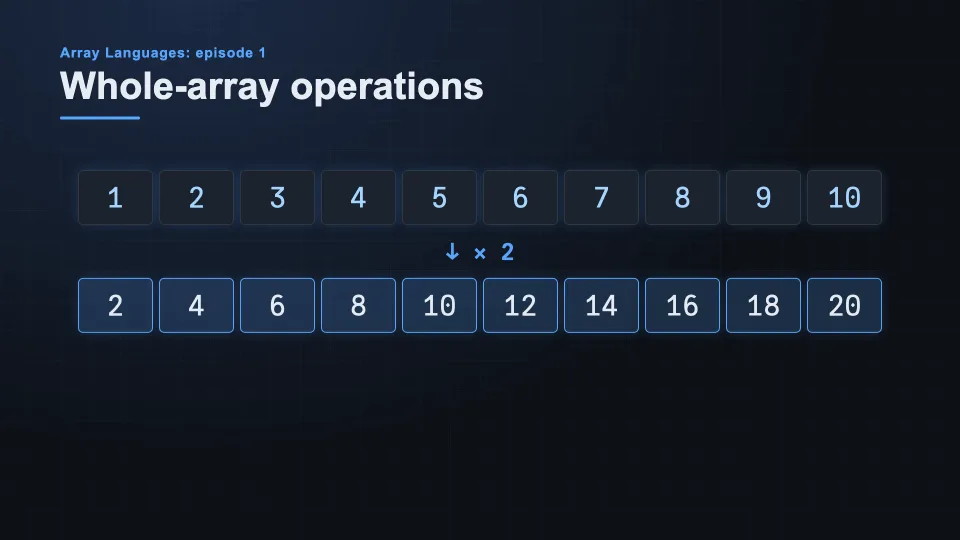 Array Languages: episode 1
Whole-array operations
1 2 3 4 5 6 7 8 9 10
↓ × 2
2 4 6 8 10 12 14 16 18 20